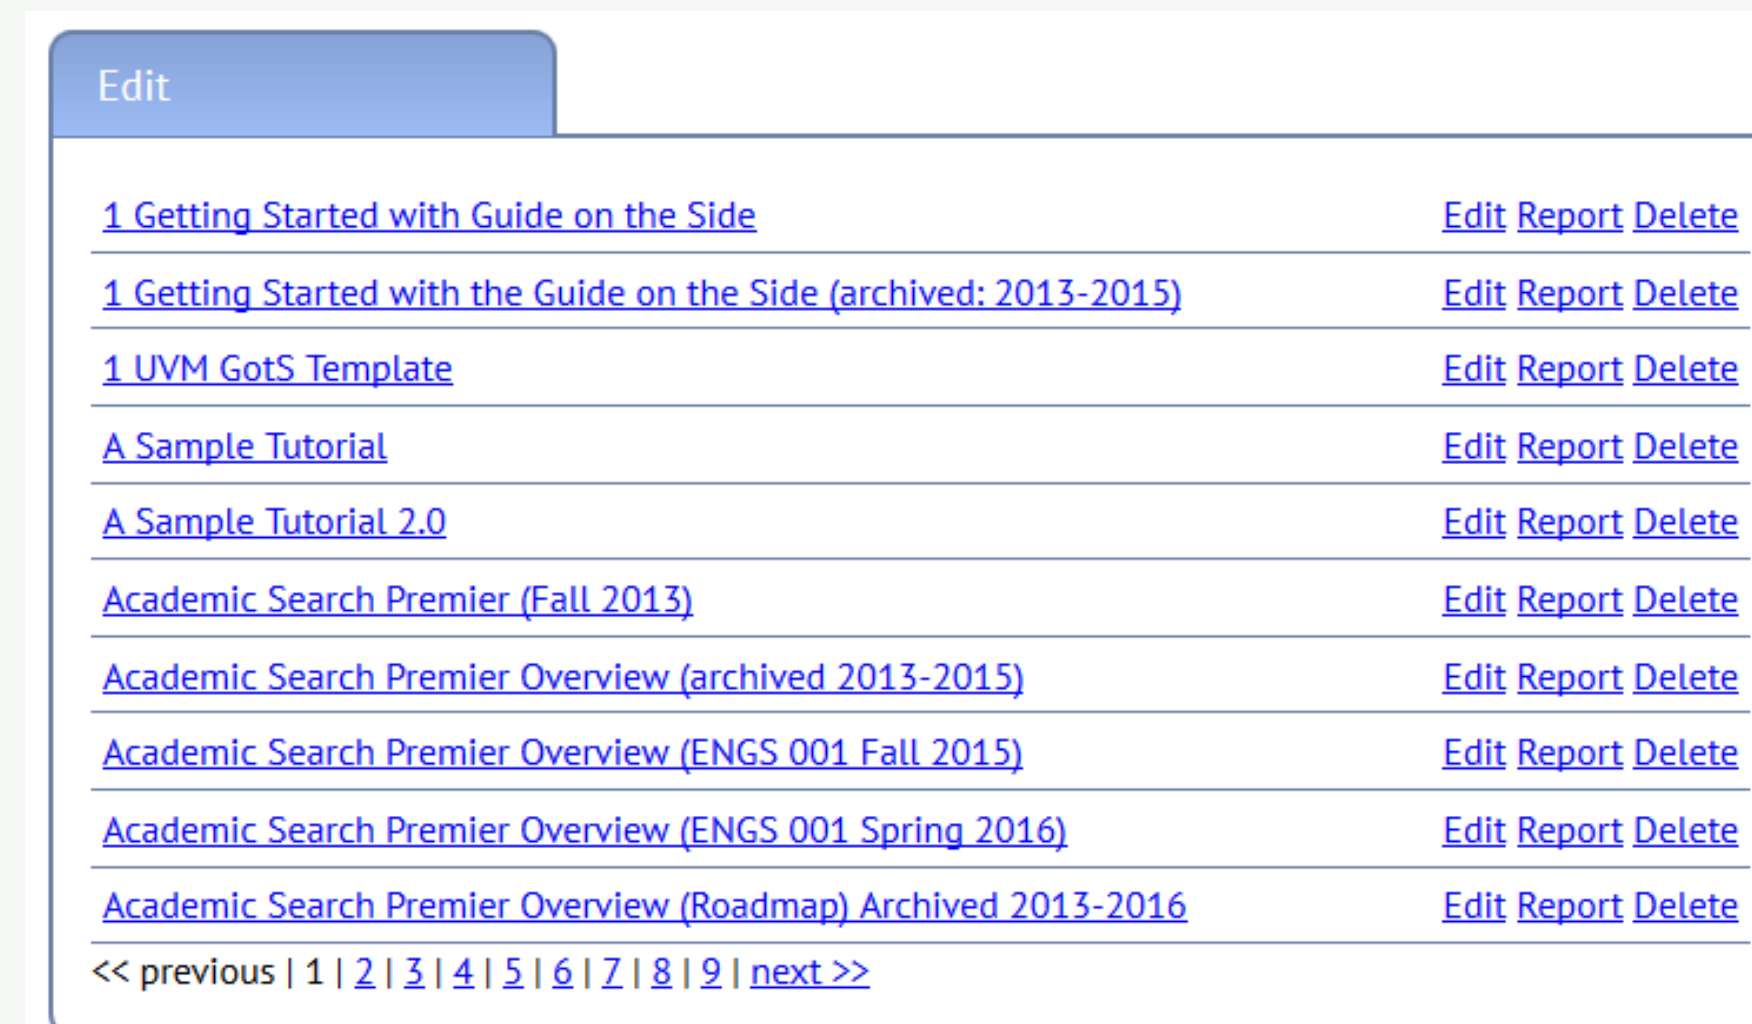 Edit
1 Getting Started with Guide on the Side Edit Report Delete
1 Getting Started with the Guide on the Side (archived: 2013-2015) Edit Report Delete
1 UVM GotS Template Edit Report Delete
A Sample Tutorial Edit Report Delete
A Sample Tutorial 2.0 Edit Report Delete
Academic Search Premier (Fall 2013) Edit Report Delete
Academic Search Premier Overview (archived 2013-2015) Edit Report Delete
Academic Search Premier Overview (ENGS 001 Fall 2015) Edit Report Delete
Academic Search Premier Overview (ENGS 001 Spring 2016) Edit Report Delete
Academic Search Premier Overview (Roadmap) Archived 2013-2016 Edit Report Delete
<< previous | 1 | 2 | 3 | 4 | 5 | 6 | 7 | 8 | 9 | next >>